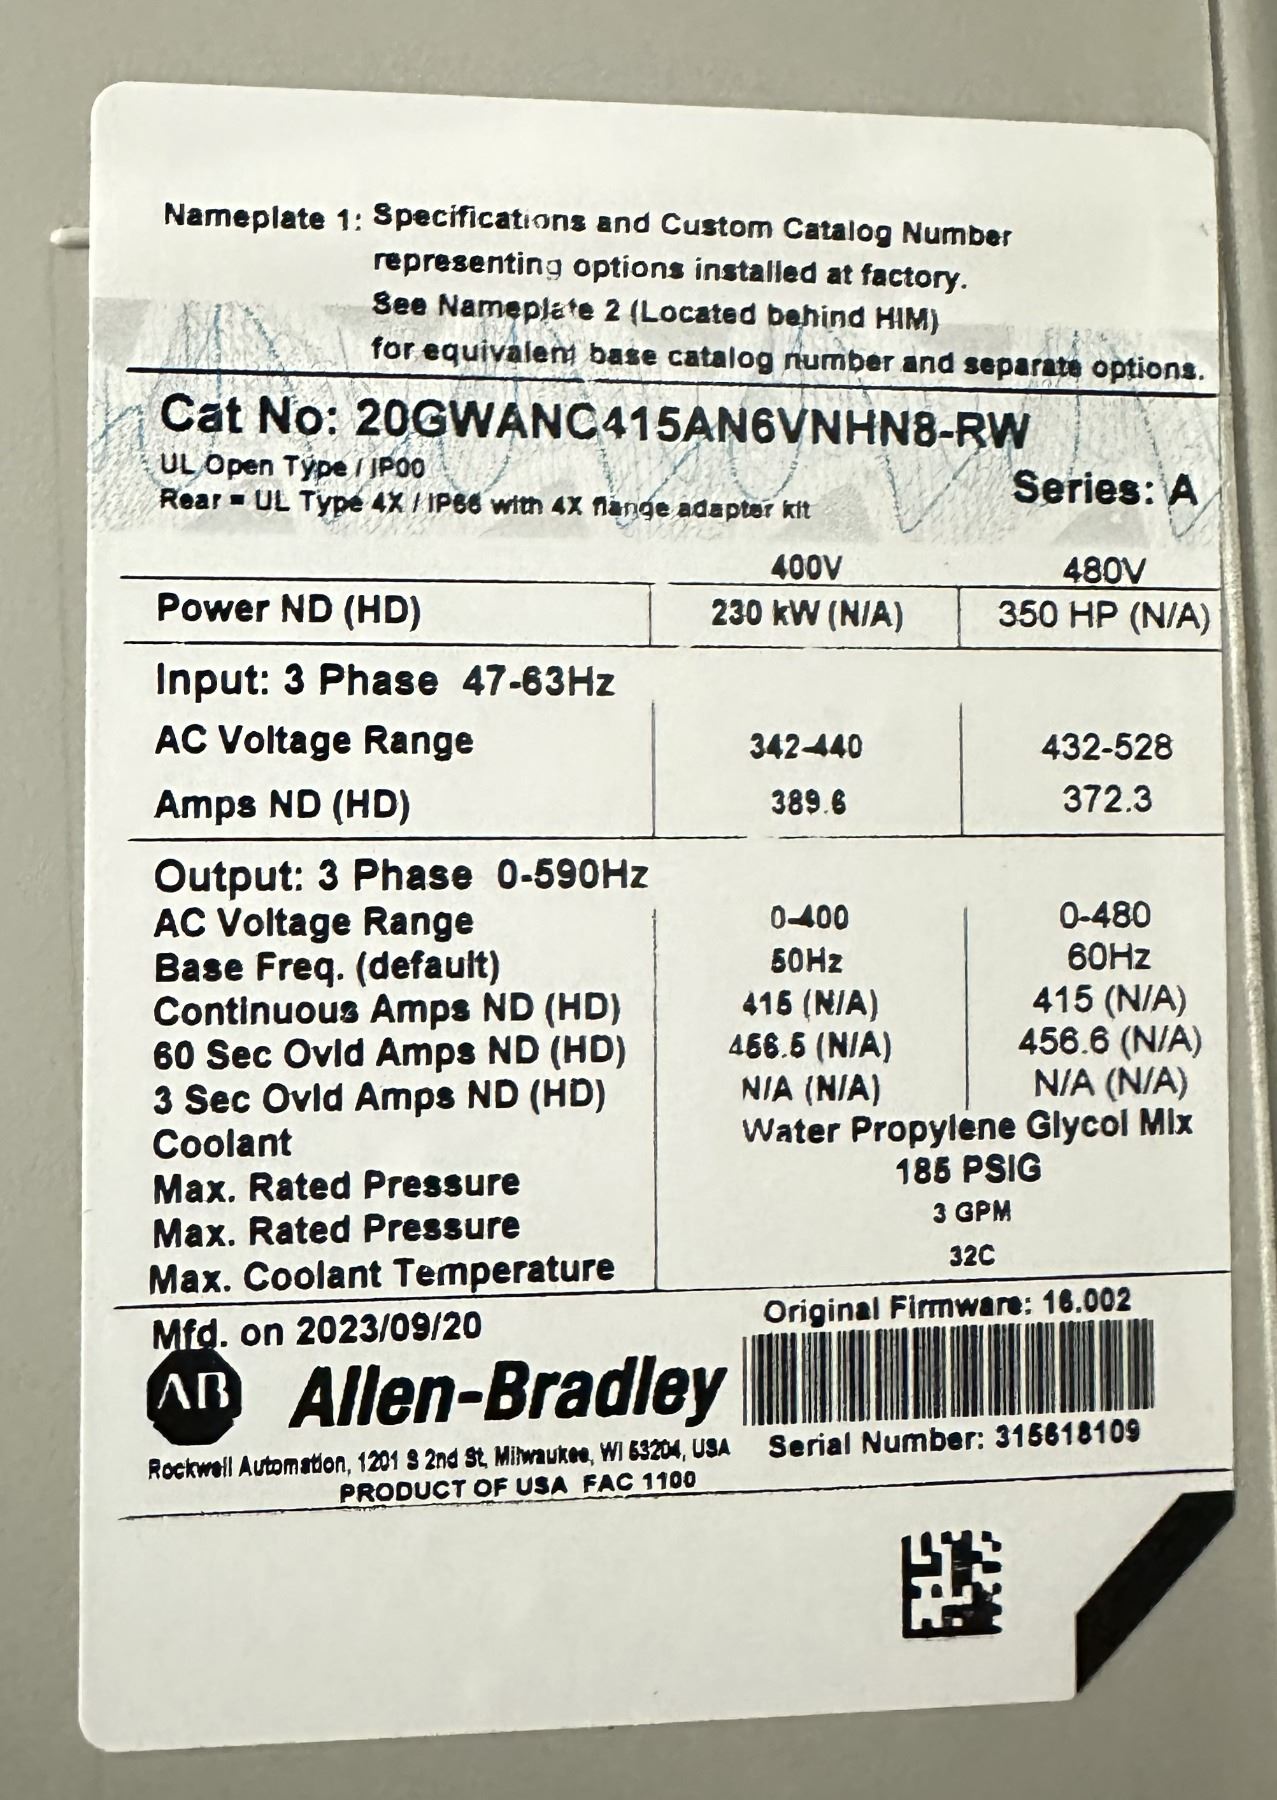 Nameplate 1: Specifications and Custom Catalog Number
representing options installed at factory.
See Nameplate 2 (Located behind HIM)
for equivalent base catalog number and separate options.
Cat No: 20GWANC415AN6VNHN8-RW
UL Open Type / IP00
Series: A
Rear = UL Type 4X / IP66 with 4X flange adapter kit
400V 480V
Power ND (HD) 230 kW (N/A) 350 HP (N/A)
Input: 3 Phase 47-63Hz
AC Voltage Range 342-440 432-528
Amps ND (HD) 389.6 372.3
Output: 3 Phase 0-590Hz
AC Voltage Range 0-400 0-480
Base Freq. (default) 50Hz 60Hz
Continuous Amps ND (HD) 415 (N/A) 415 (N/A)
60 Sec Ovld Amps ND (HD) 456.5 (N/A) 456.6 (N/A)
3 Sec Ovld Amps ND (HD) N/A (N/A) N/A (N/A)
Coolant Water Propylene Glycol Mix
Max. Rated Pressure 185 PSIG
Max. Rated Pressure 3 GPM
Max. Coolant Temperature 32C
Mfd. on 2023/09/20
Original Firmware: 16.002
AB Allen-Bradley
Serial Number: 315618109
Rockwell Automation, 1201 S 2nd St, Milwaukee, WI 53204, USA
PRODUCT OF USA FAC 1100